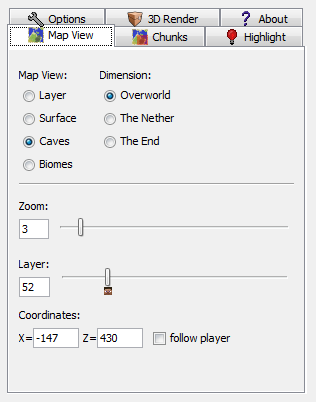 Options 3D Render ? About
Map View Chunks Highlight
Map View: Dimension:
Layer Overworld
Surface The Nether
Caves The End
Biomes
Zoom:
3
Layer:
52
Coordinates:
X= -147 Z= 430 follow player